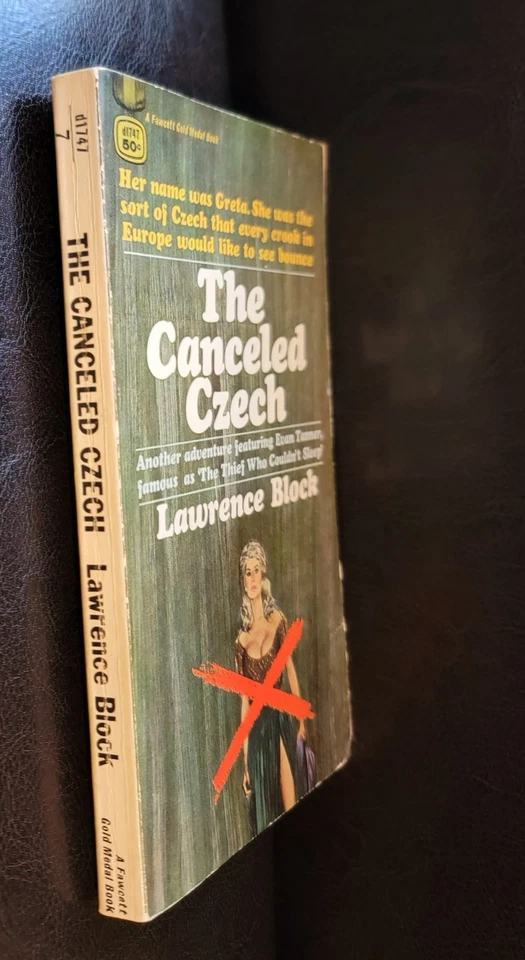 d1747
7
THE CANCELED CZECH Lawrence Block
A Fawcett
Gold Medal Book
A Fawcett Gold Medal Book
d1747
50c
Her name was Greta. She was the
sort of Czech that every crook in
Europe would like to see bounce
The
Canceled
Czech
Another adventure featuring Evan Tanner,
famous as 'The Thief Who Couldn't Sleep'
Lawrence Block